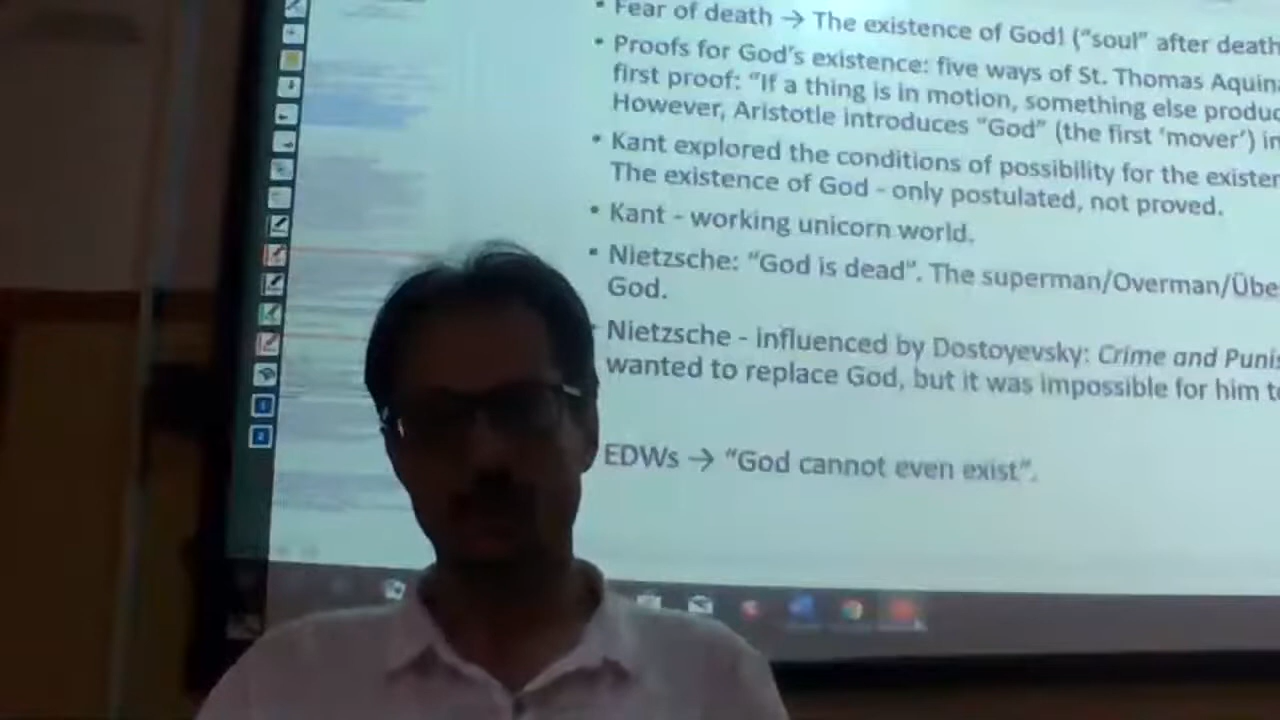 • Fear of death → The existence of God! (“soul” after death
• Proofs for God’s existence: five ways of St. Thomas Aquin
first proof: “If a thing is in motion, something else produc
However, Aristotle introduces “God” (the first ‘mover’) in
• Kant explored the conditions of possibility for the exister
The existence of God - only postulated, not proved.
• Kant - working unicorn world.
• Nietzsche: “God is dead”. The superman/Overman/Übe
God.
Nietzsche - influenced by Dostoyevsky: Crime and Punis
wanted to replace God, but it was impossible for him to
EDWs → “God cannot even exist”.
1
2